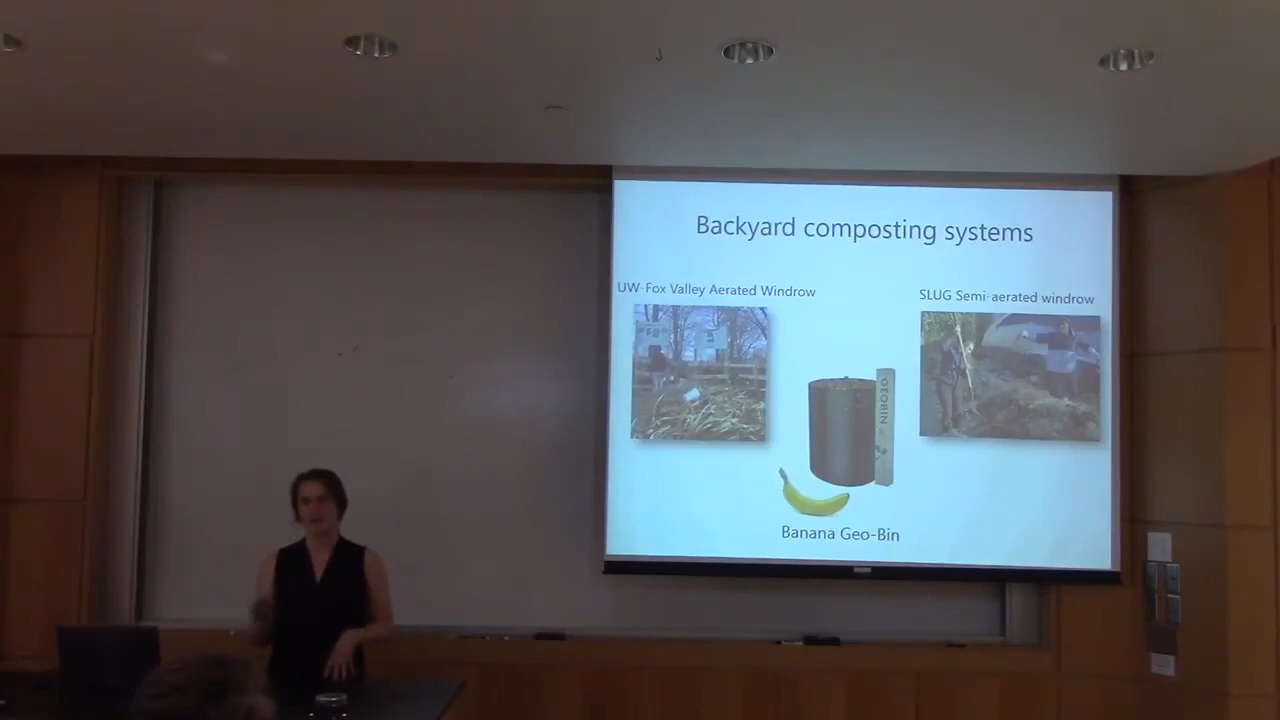 Backyard composting systems
UW-Fox Valley Aerated Windrow
SLUG Semi-aerated windrow
GEOBIN
Banana Geo-Bin